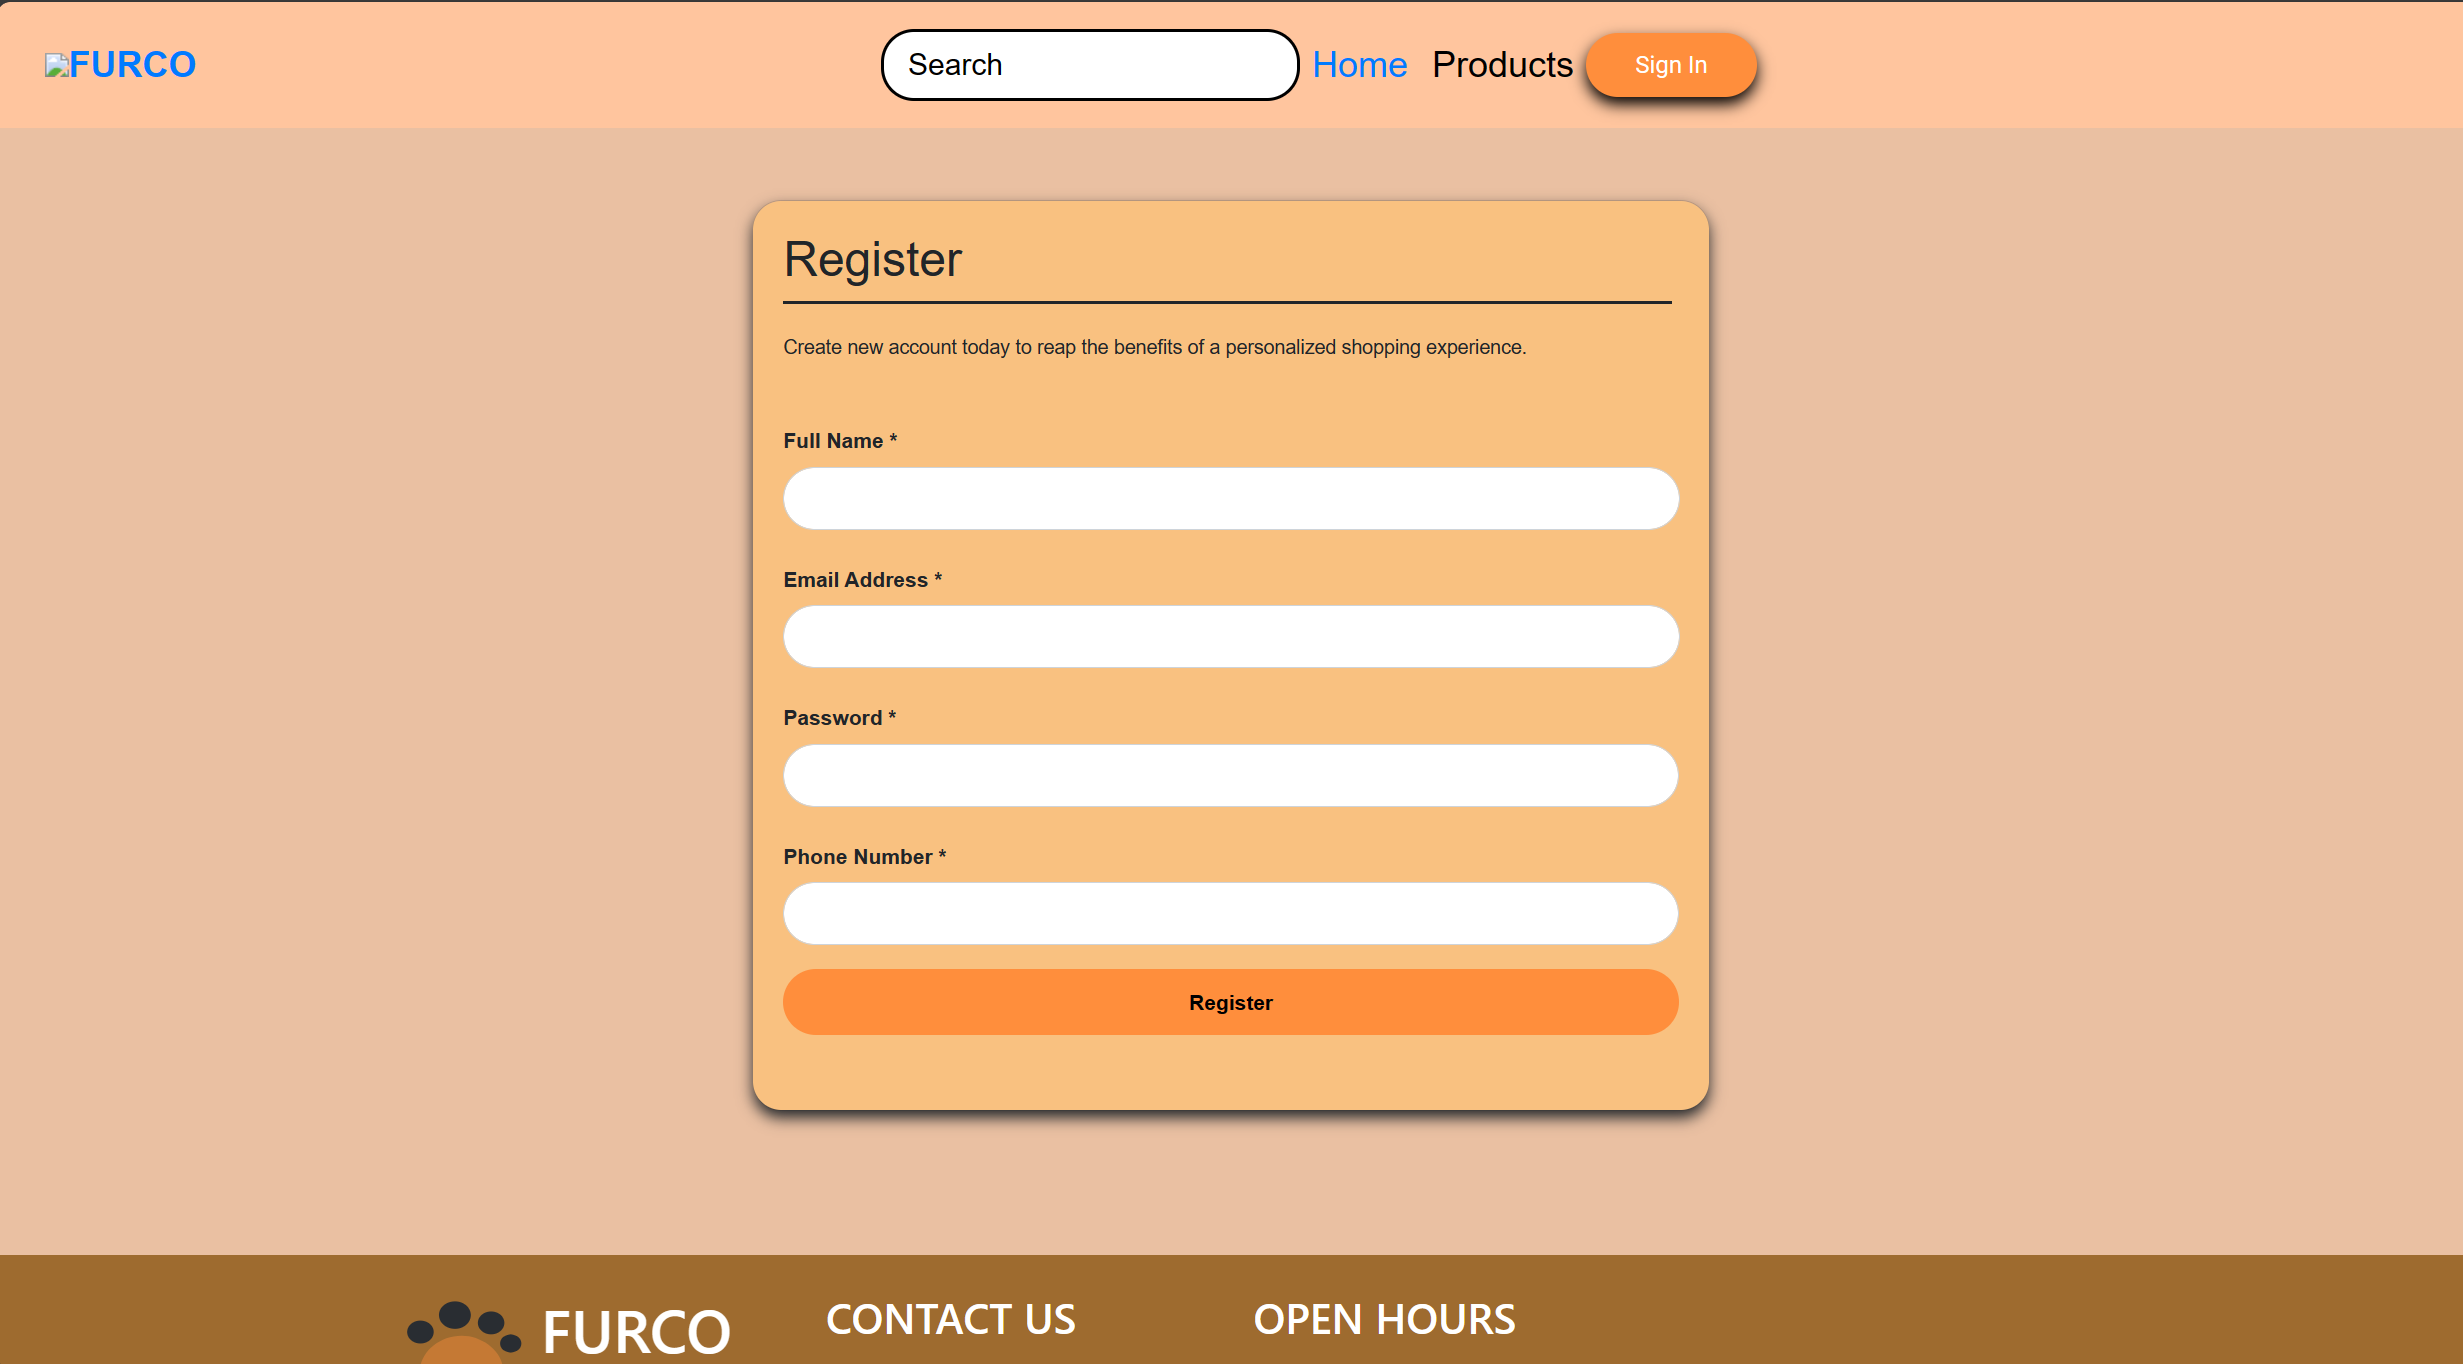 FURCO
Search
Home
Products
Sign In
Register
Create new account today to reap the benefits of a personalized shopping experience.
Full Name *
Email Address *
Password *
Phone Number *
Register
FURCO
CONTACT US
OPEN HOURS